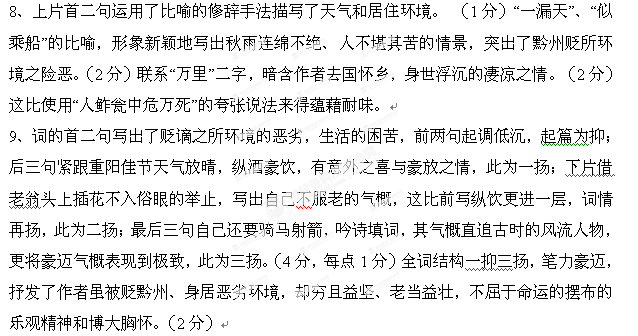 8、上片首二句运用了比喻的修辞手法描写了天气和居住环境。 （1分）“一漏天”、“似
乘船”的比喻，形象新颖地写出秋雨连绵不绝、人不堪其苦的情景，突出了黔州贬所环
境之险恶。（2分）联系“万里”二字，暗含作者去国怀乡，身世浮沉的凄凉之情。（2分）
这比使用“人鲊瓮中危万死”的夸张说法来得蕴藉耐味。
9、词的首二句写出了贬谪之所环境的恶劣，生活的困苦，前两句起调低沉，起篇为抑；
后三句紧跟重阳佳节天气放晴，纵酒豪饮，有意外之喜与豪放之情，此为一扬；下片借
老翁头上插花不入俗眼的举止，写出自己不服老的气慨，这比前写纵饮更进一层，词情
再扬，此为二扬；最后三句自己还要骑马射箭，吟诗填词，其气慨直追古时的风流人物，
更将豪迈气慨表现到极致，此为三扬。（4分，每点1分）全词结构一抑三扬，笔力豪迈，
抒发了作者虽被贬黔州、身居恶劣环境，却穷且益坚、老当益壮，不屈于命运的摆布的
乐观精神和博大胸怀。（2分）